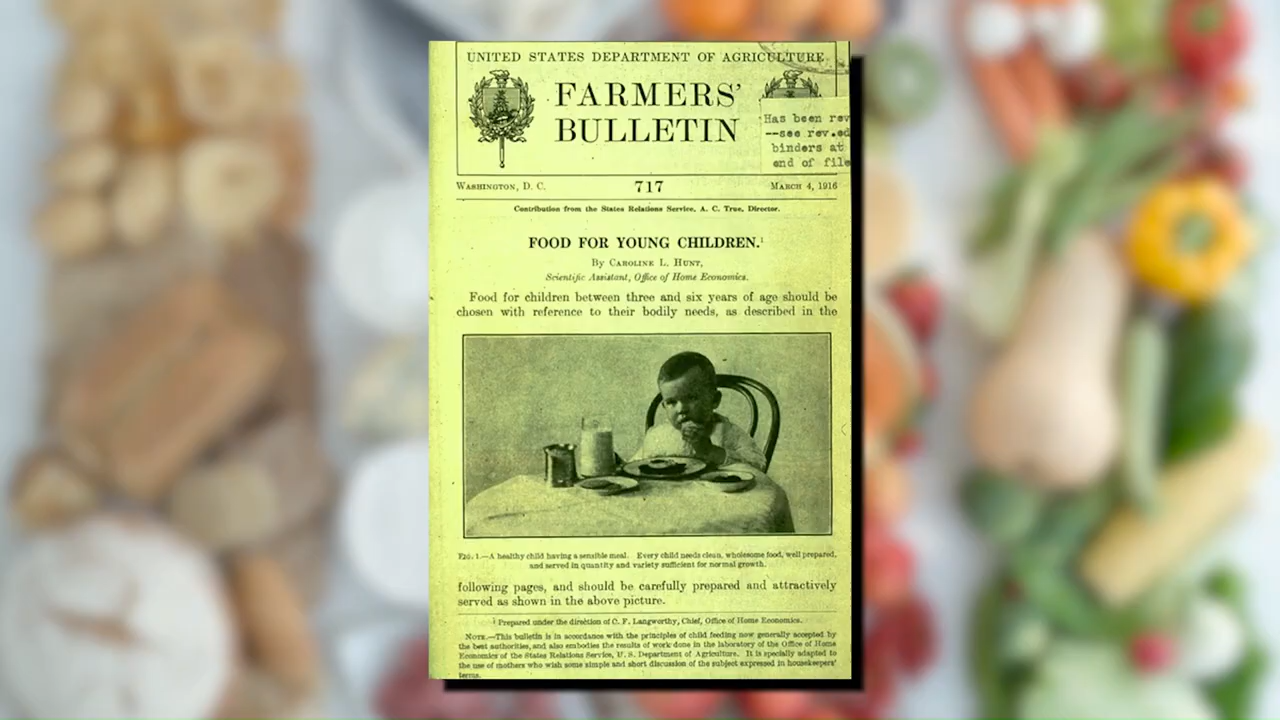 UNITED STATES DEPARTMENT OF AGRICULTURE
FARMERS'
BULLETIN
Has been rev
--see rev.ed
binders at
end of file
WASHINGTON, D. C. 717 MARCH 4, 1916
Contribution from the States Relations Service, A. C. True, Director.
FOOD FOR YOUNG CHILDREN.¹
By CAROLINE L. HUNT,
Scientific Assistant, Office of Home Economics.
Food for children between three and six years of age should be
chosen with reference to their bodily needs, as described in the
FIG. 1.—A healthy child having a sensible meal. Every child needs clean, wholesome food, well prepared,
and served in quantity and variety sufficient for normal growth.
following pages, and should be carefully prepared and attractively
served as shown in the above picture.
¹ Prepared under the direction of C. F. Langworthy, Chief, Office of Home Economics.
NOTE.—This bulletin is in accordance with the principles of child feeding now generally accepted by
the best authorities, and also embodies the results of work done in the laboratory of the Office of Home
Economics of the States Relations Service, U. S. Department of Agriculture. It is specially adapted to
the use of mothers who wish some simple and short discussion of the subject expressed in housekeepers'
terms.